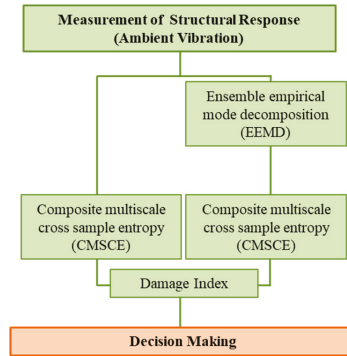 Measurement of Structural Response
(Ambient Vibration)
Ensemble empirical
mode decomposition
(EEMD)
Composite multiscale
cross sample entropy
(CMSCE)
Composite multiscale
cross sample entropy
(CMSCE)
Damage Index
Decision Making